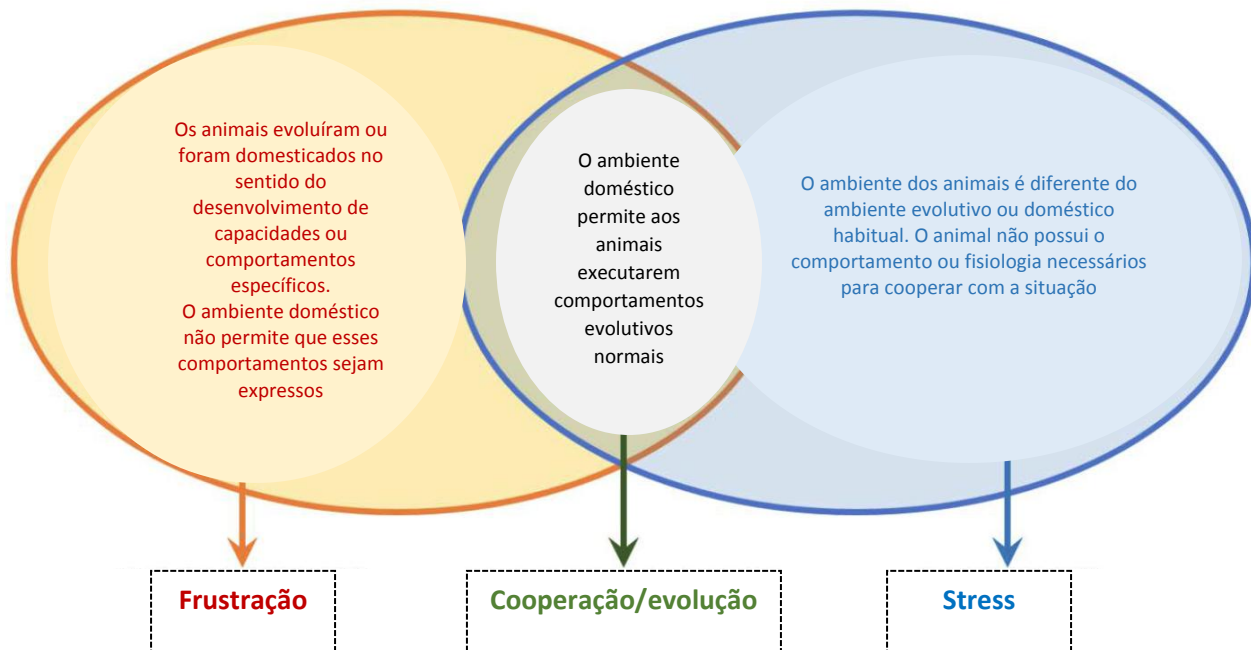 Os animais evoluíram ou
foram domesticados no
sentido do
desenvolvimento de
capacidades ou
comportamentos
específicos.
O ambiente doméstico
não permite que esses
comportamentos sejam
expressos
O ambiente
doméstico
permite aos
animais
executarem
comportamentos
evolutivos
normais
O ambiente dos animais é diferente do
ambiente evolutivo ou doméstico
habitual. O animal não possui o
comportamento ou fisiologia necessários
para cooperar com a situação
Frustração
Cooperação/evolução
Stress